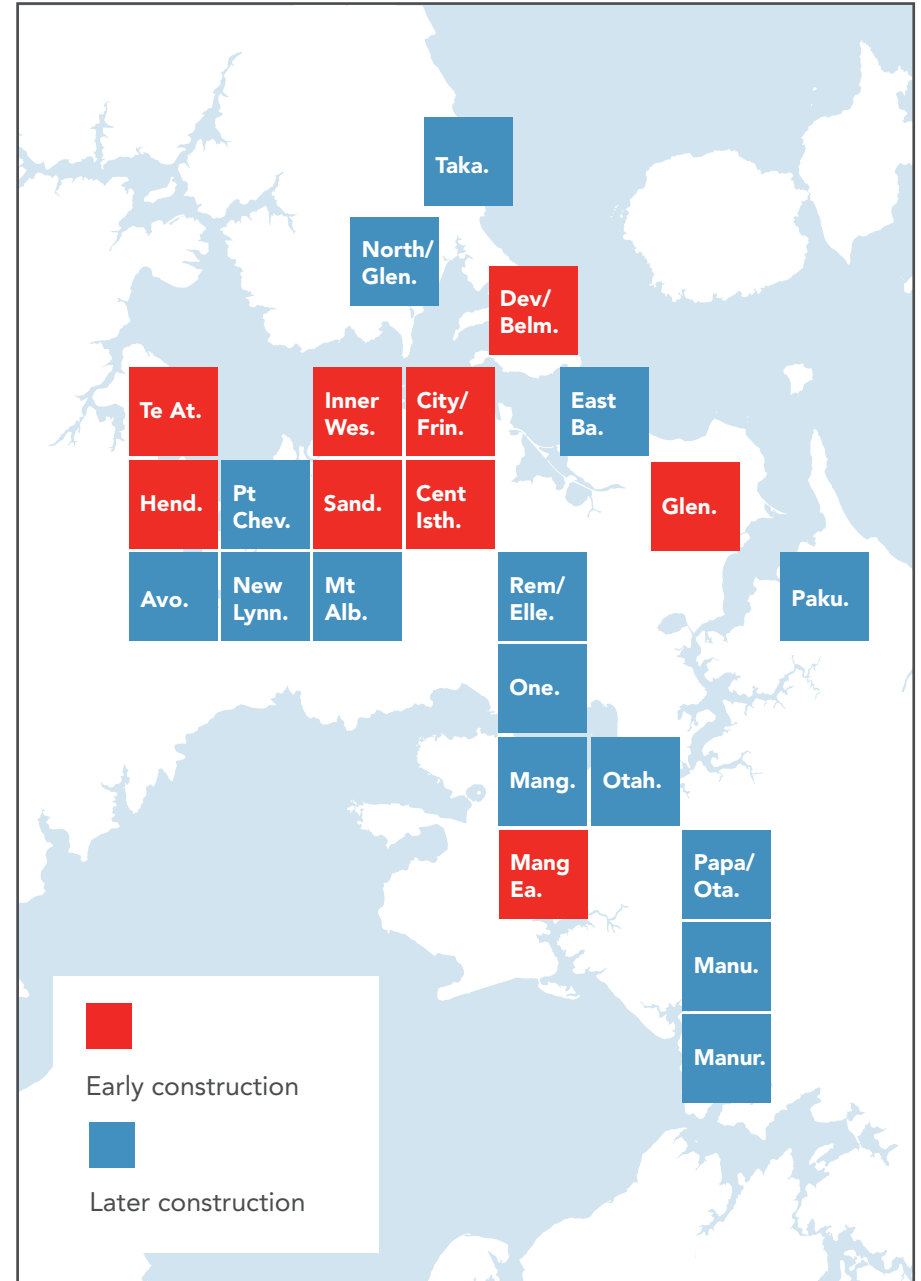 Taka.
North/
Glen.
Dev/
Belm.
Te At.
Inner
Wes.
City/
Frin.
East
Ba.
Hend.
Pt
Chev.
Sand.
Cent
Isth.
Glen.
Avo.
New
Lynn.
Mt
Alb.
Rem/
Elle.
Paku.
One.
Mang.
Otah.
Mang
Ea.
Papa/
Ota.
Manu.
Manur.
Early construction
Later construction